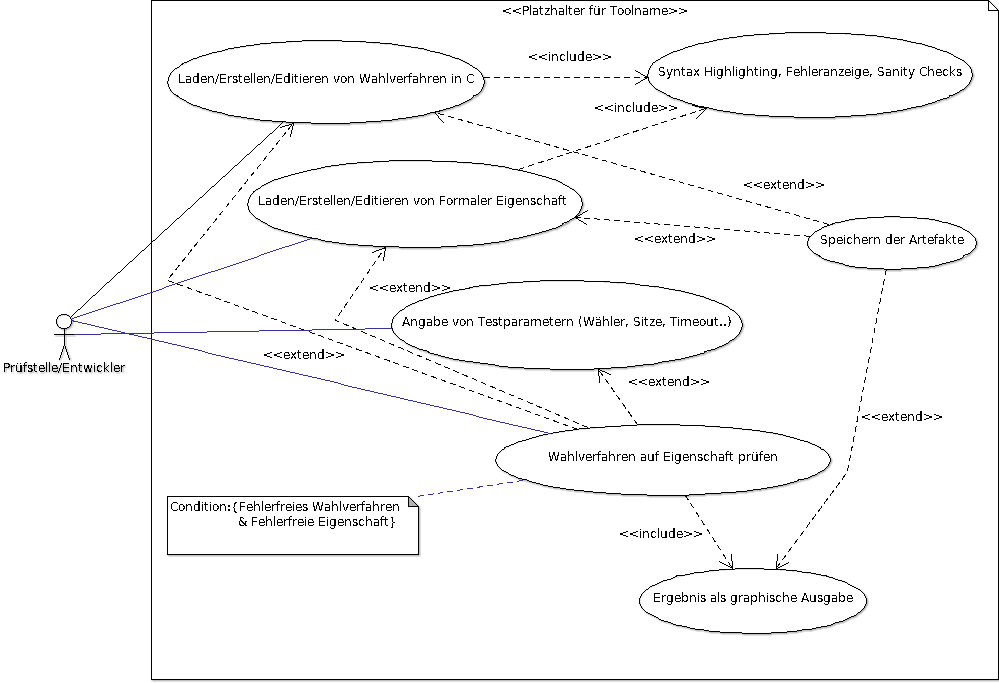 <<Platzhalter für Toolname>>
<<include>>
Laden/Erstellen/Editieren von Wahlverfahren in C
Syntax Highlighting, Fehleranzeige, Sanity Checks
<<include>>
<<extend>>
Laden/Erstellen/Editieren von Formaler Eigenschaft
<<extend>>
Speichern der Artefakte
<<extend>>
Angabe von Testparametern (Wähler, Sitze, Timeout..}
<<extend>>
Prüfstelle/Entwickler
<<extend>>
<<extend>>
Wahlverfahren auf Eigenschaft prüfen
Condition:{Fehlerfreies Wahlverfahren
& Fehlerfreie Eigenschaft}
<<include>>
Ergebnis als graphische Ausgabe